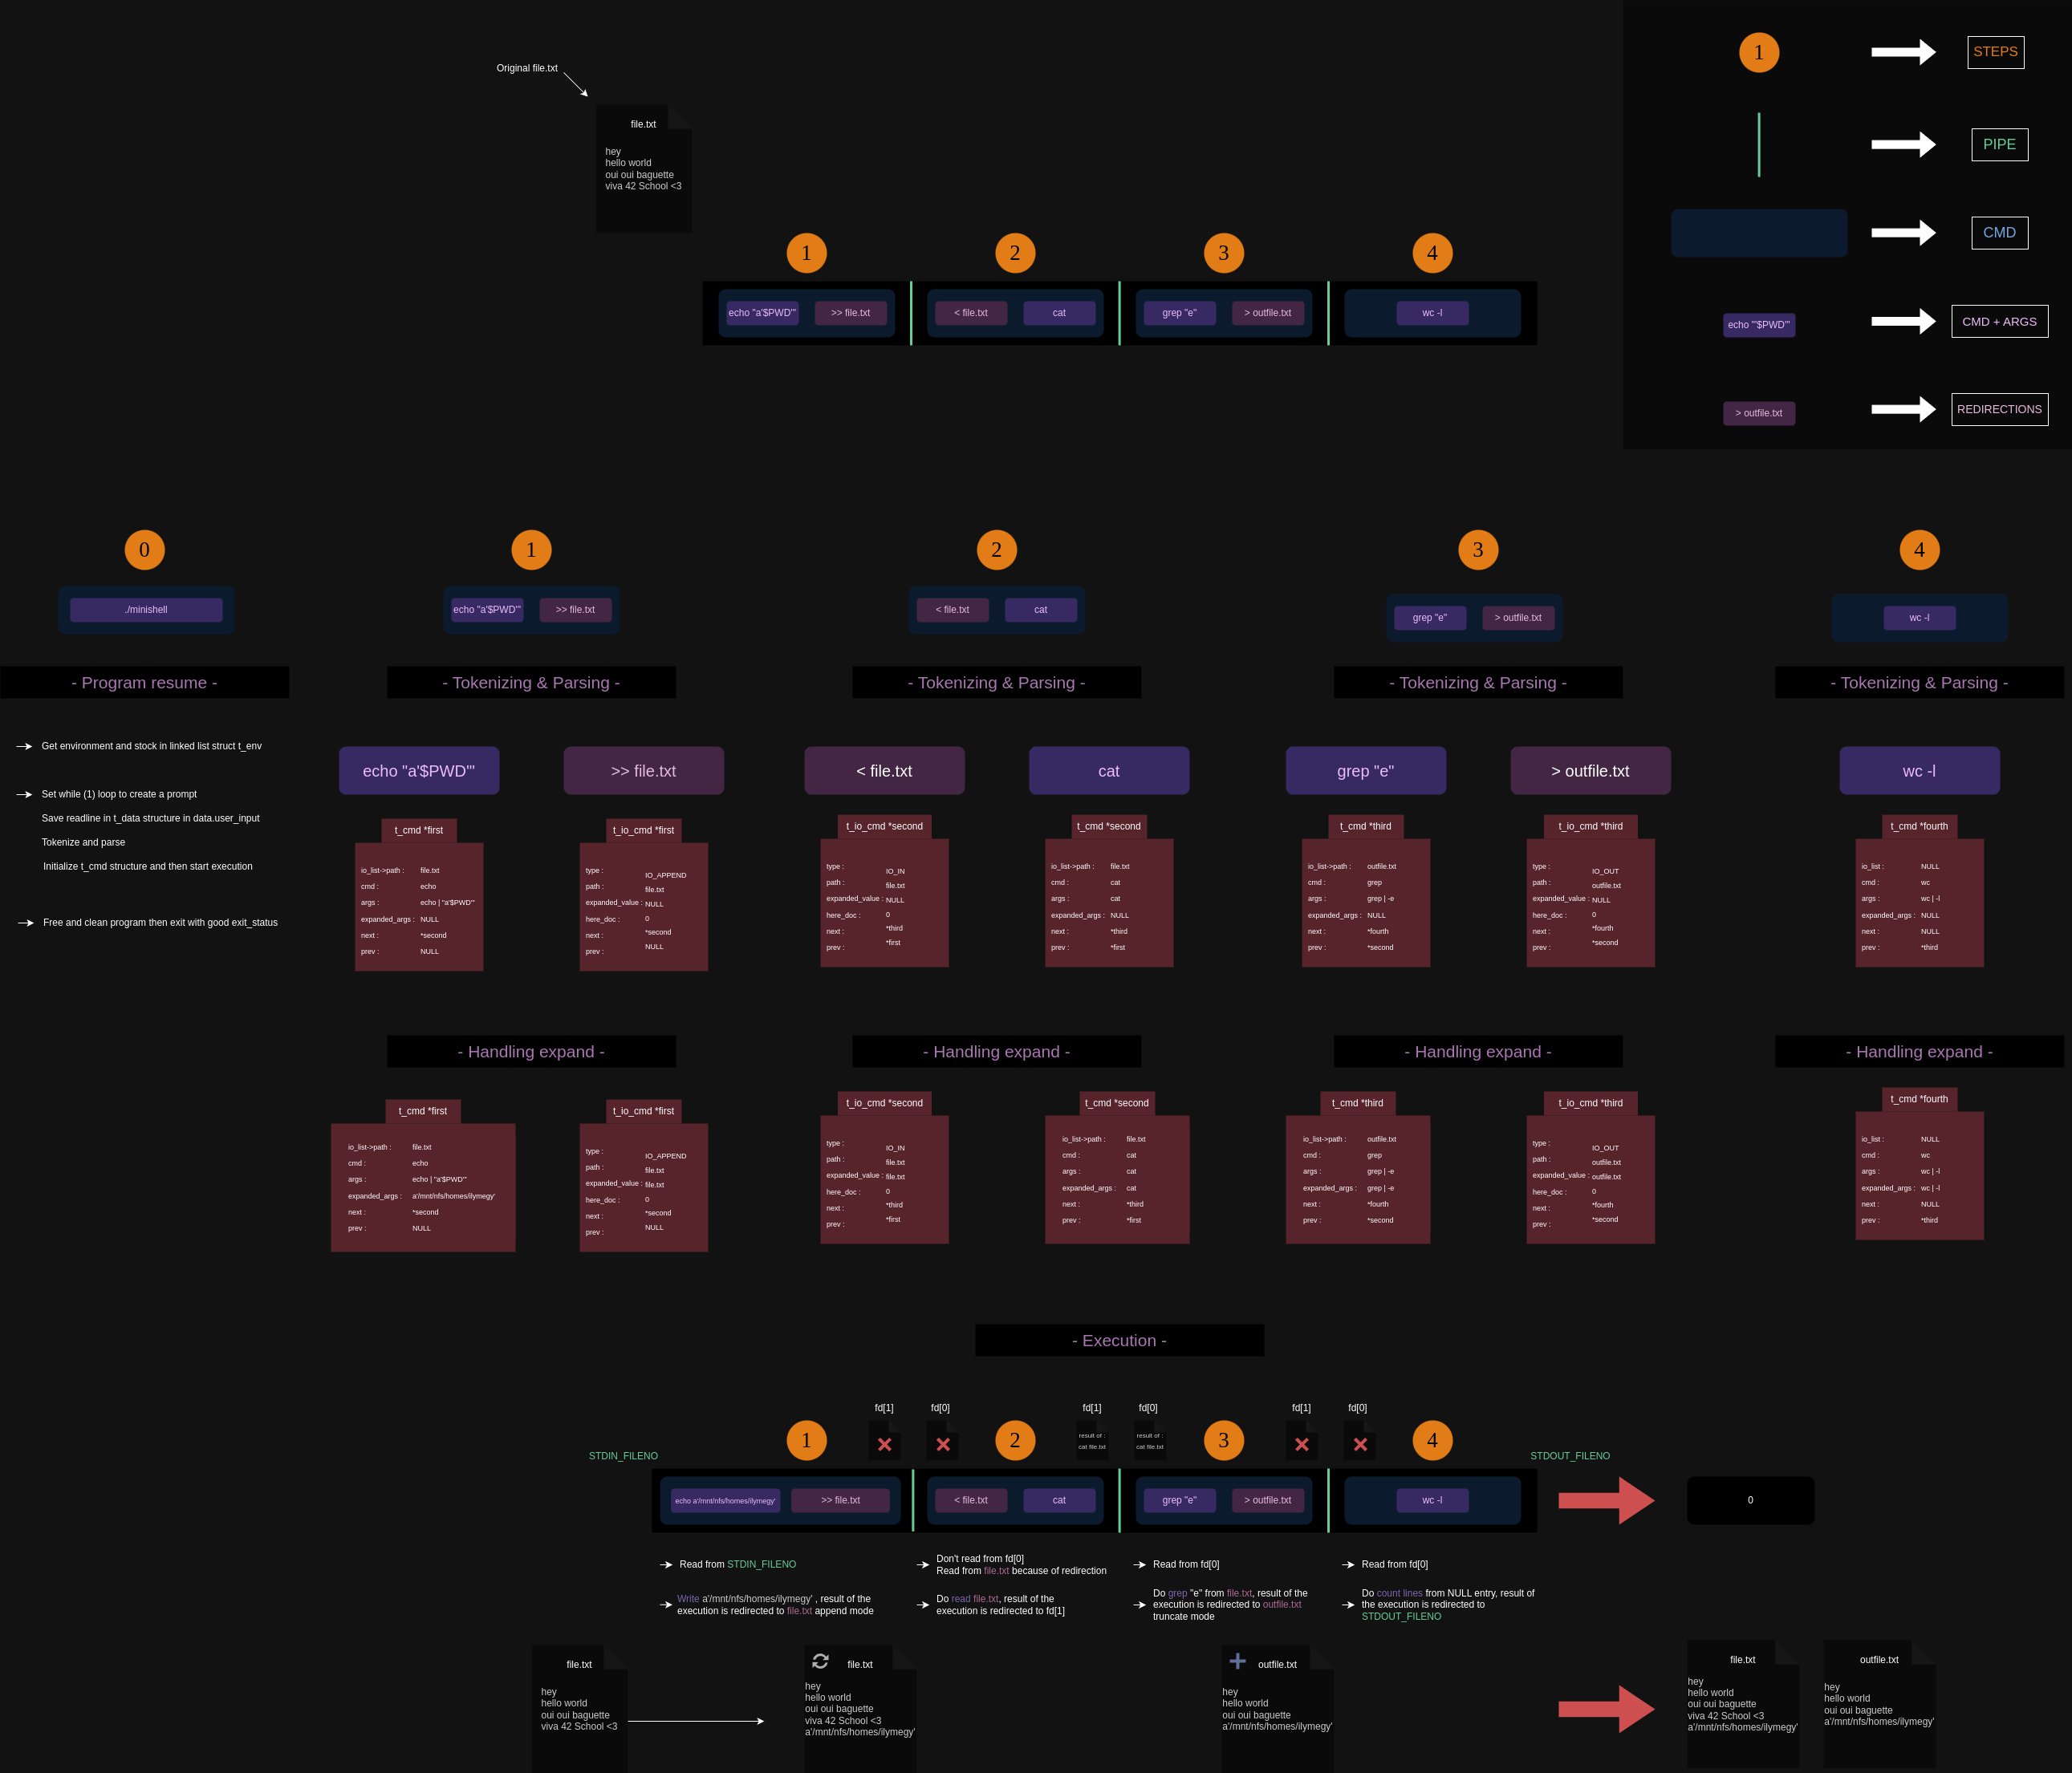 Original file.txt
file.txt
hey
hello world
oui oui baguette
viva 42 School <3
1
STEPS
PIPE
CMD
echo "'$PWD'"
CMD + ARGS
> outfile.txt
REDIRECTIONS
1
2
3
4
echo "a'$PWD'"
>> file.txt
< file.txt
cat
grep "e"
> outfile.txt
wc -l
0
./minishell
- Program resume -
Get environment and stock in linked list struct t_env
Set while (1) loop to create a prompt
Save readline in t_data structure in data.user_input
Tokenize and parse
Initialize t_cmd structure and then start execution
Free and clean program then exit with good exit_status
1
echo "a'$PWD'"
>> file.txt
- Tokenizing & Parsing -
echo "a'$PWD'"
>> file.txt
t_cmd *first
io_list->path : file.txt
cmd : echo
args : echo | "a'$PWD'"
expanded_args : NULL
next : *second
prev : NULL
t_io_cmd *first
type : IO_APPEND
path : file.txt
expanded_value : NULL
here_doc : 0
next : *second
prev : NULL
2
< file.txt
cat
- Tokenizing & Parsing -
< file.txt
cat
t_io_cmd *second
type : IO_IN
path : file.txt
expanded_value : NULL
here_doc : 0
next : *third
prev : *first
t_cmd *second
io_list->path : file.txt
cmd : cat
args : cat
expanded_args : NULL
next : *third
prev : *first
3
grep "e"
> outfile.txt
- Tokenizing & Parsing -
grep "e"
> outfile.txt
t_cmd *third
io_list->path : outfile.txt
cmd : grep
args : grep | -e
expanded_args : NULL
next : *fourth
prev : *second
t_io_cmd *third
type : IO_OUT
path : outfile.txt
expanded_value : NULL
here_doc : 0
next : *fourth
prev : *second
4
wc -l
- Tokenizing & Parsing -
wc -l
t_cmd *fourth
io_list : NULL
cmd : wc
args : wc | -l
expanded_args : NULL
next : NULL
prev : *third
- Handling expand -
t_cmd *first
io_list->path : file.txt
cmd : echo
args : echo | "a'$PWD'"
expanded_args : a'/mnt/nfs/homes/ilymegy'
next : *second
prev : NULL
t_io_cmd *first
type : IO_APPEND
path : file.txt
expanded_value : file.txt
here_doc : 0
next : *second
prev : NULL
- Handling expand -
t_io_cmd *second
type : IO_IN
path : file.txt
expanded_value : file.txt
here_doc : 0
next : *third
prev : *first
t_cmd *second
io_list->path : file.txt
cmd : cat
args : cat
expanded_args : cat
next : *third
prev : *first
- Handling expand -
t_cmd *third
io_list->path : outfile.txt
cmd : grep
args : grep | -e
expanded_args : grep | -e
next : *fourth
prev : *second
t_io_cmd *third
type : IO_OUT
path : outfile.txt
expanded_value : outfile.txt
here_doc : 0
next : *fourth
prev : *second
- Handling expand -
t_cmd *fourth
io_list : NULL
cmd : wc
args : wc | -l
expanded_args : wc | -l
next : NULL
prev : *third
- Execution -
STDIN_FILENO
1
fd[1]
fd[0]
2
fd[1]
result of :
cat file.txt
fd[0]
result of :
cat file.txt
3
fd[1]
fd[0]
4
STDOUT_FILENO
echo a'/mnt/nfs/homes/ilymegy'
>> file.txt
< file.txt
cat
grep "e"
> outfile.txt
wc -l
0
Read from STDIN_FILENO
Write a'/mnt/nfs/homes/ilymegy' , result of the
execution is redirected to file.txt append mode
Don't read from fd[0]
Read from file.txt because of redirection
Do read file.txt, result of the
execution is redirected to fd[1]
Read from fd[0]
Do grep "e" from file.txt, result of the
execution is redirected to outfile.txt
truncate mode
Read from fd[0]
Do count lines from NULL entry, result of
the execution is redirected to
STDOUT_FILENO
file.txt
hey
hello world
oui oui baguette
viva 42 School <3
file.txt
hey
hello world
oui oui baguette
viva 42 School <3
a'/mnt/nfs/homes/ilymegy'
outfile.txt
hey
hello world
oui oui baguette
a'/mnt/nfs/homes/ilymegy'
file.txt
hey
hello world
oui oui baguette
viva 42 School <3
a'/mnt/nfs/homes/ilymegy'
outfile.txt
hey
hello world
oui oui baguette
a'/mnt/nfs/homes/ilymegy'